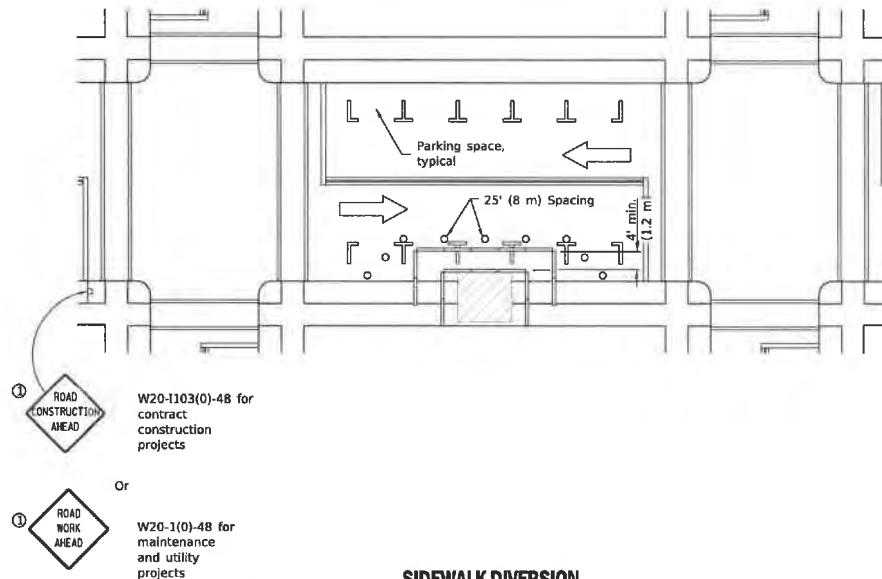 Parking space,
typical
25' (8 m) Spacing
4' min.
(1.2 m
①
ROAD
CONSTRUCTION
AHEAD
W20-I103(0)-48 for
contract
construction
projects
Or
①
ROAD
WORK
AHEAD
W20-1(0)-48 for
maintenance
and utility
projects
SIDEWALK DIVERSION